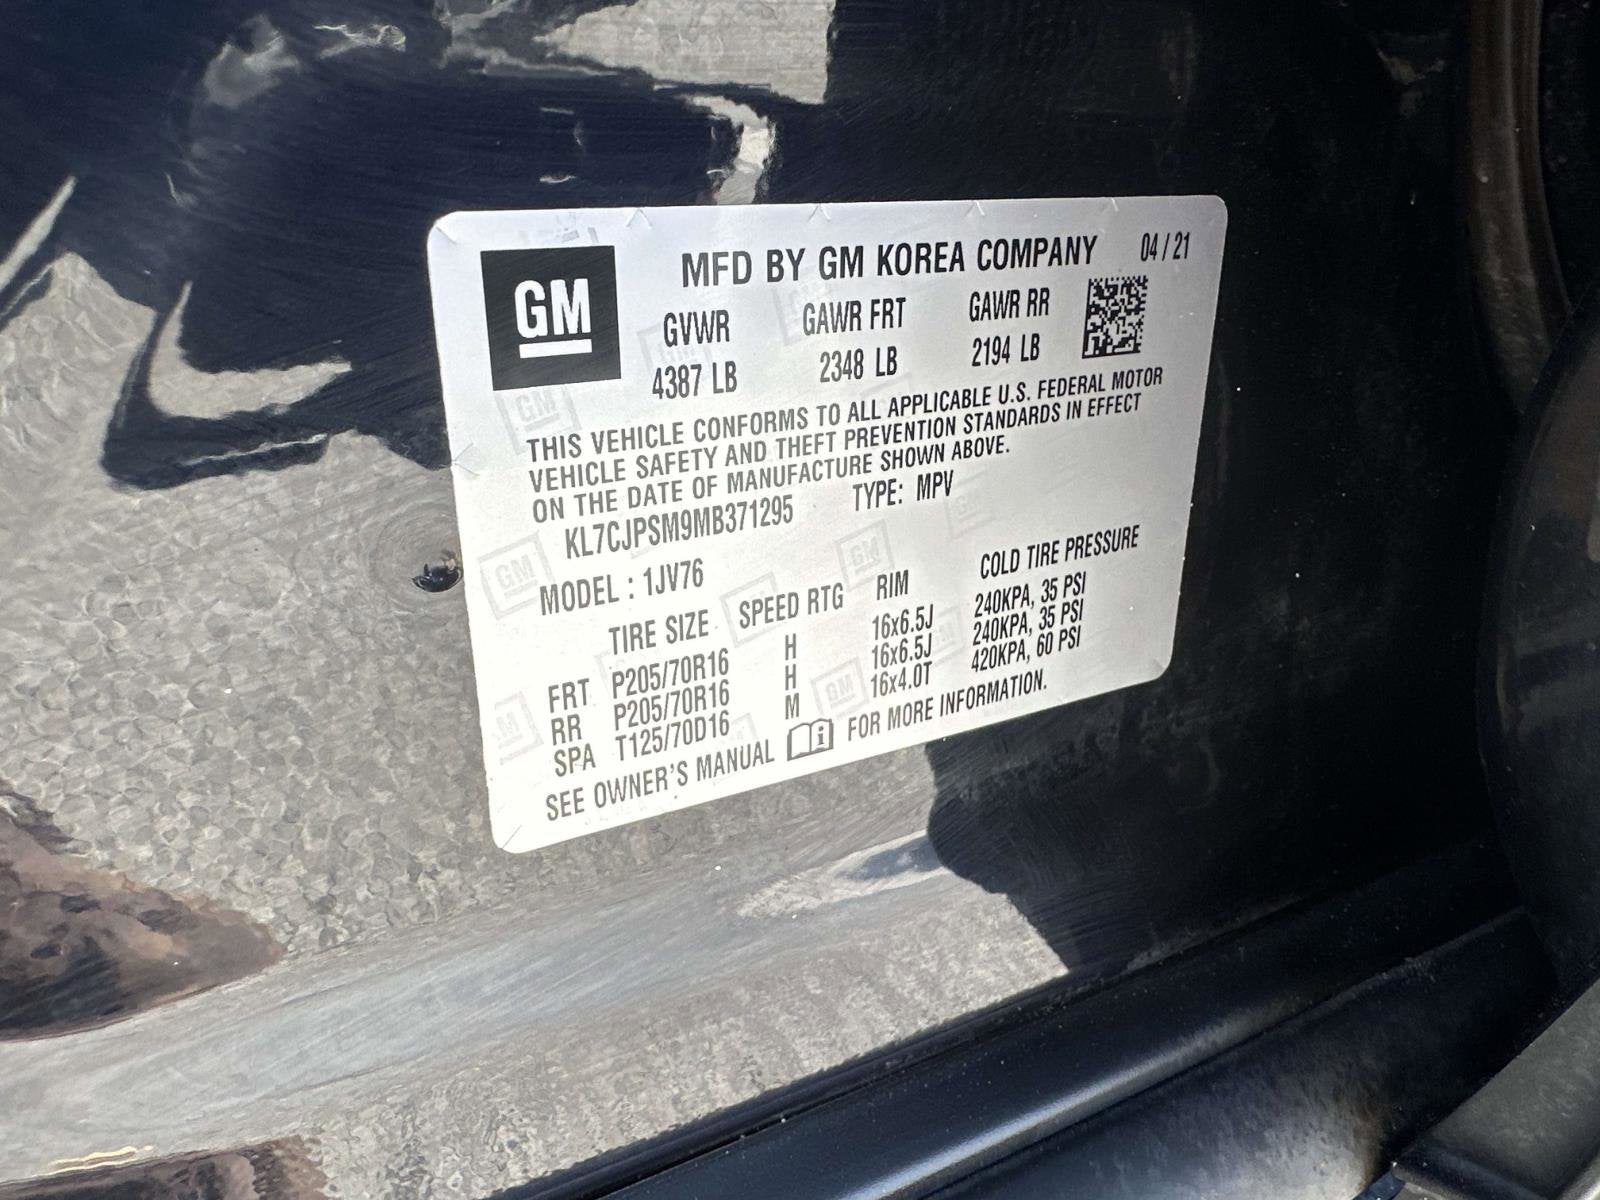 GM
MFD BY GM KOREA COMPANY 04 / 21
GVWR GAWR FRT GAWR RR
4387 LB 2348 LB 2194 LB
THIS VEHICLE CONFORMS TO ALL APPLICABLE U.S. FEDERAL MOTOR
VEHICLE SAFETY AND THEFT PREVENTION STANDARDS IN EFFECT
ON THE DATE OF MANUFACTURE SHOWN ABOVE.
KL7CJPSM9MB371295 TYPE: MPV
MODEL : 1JV76
TIRE SIZE SPEED RTG RIM COLD TIRE PRESSURE
FRT P205/70R16 H 16x6.5J 240KPA, 35 PSI
RR P205/70R16 H 16x6.5J 240KPA, 35 PSI
SPA T125/70D16 M 16x4.0T 420KPA, 60 PSI
SEE OWNER'S MANUAL FOR MORE INFORMATION.